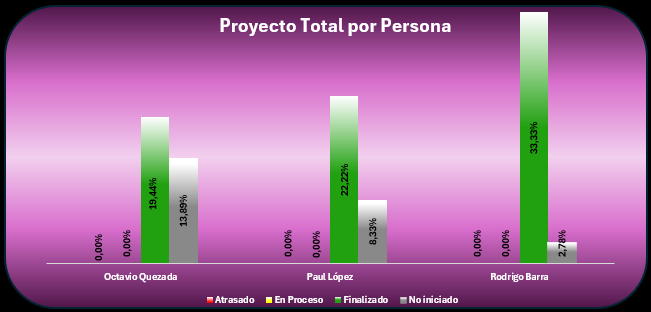 Proyecto Total por Persona
0,00%
0,00%
19,44%
13,89%
0,00%
0,00%
22,22%
8,33%
0,00%
0,00%
33,33%
2,78%
Octavio Quezada
Paul López
Rodrigo Barra
Atrasado En Proceso Finalizado No iniciado